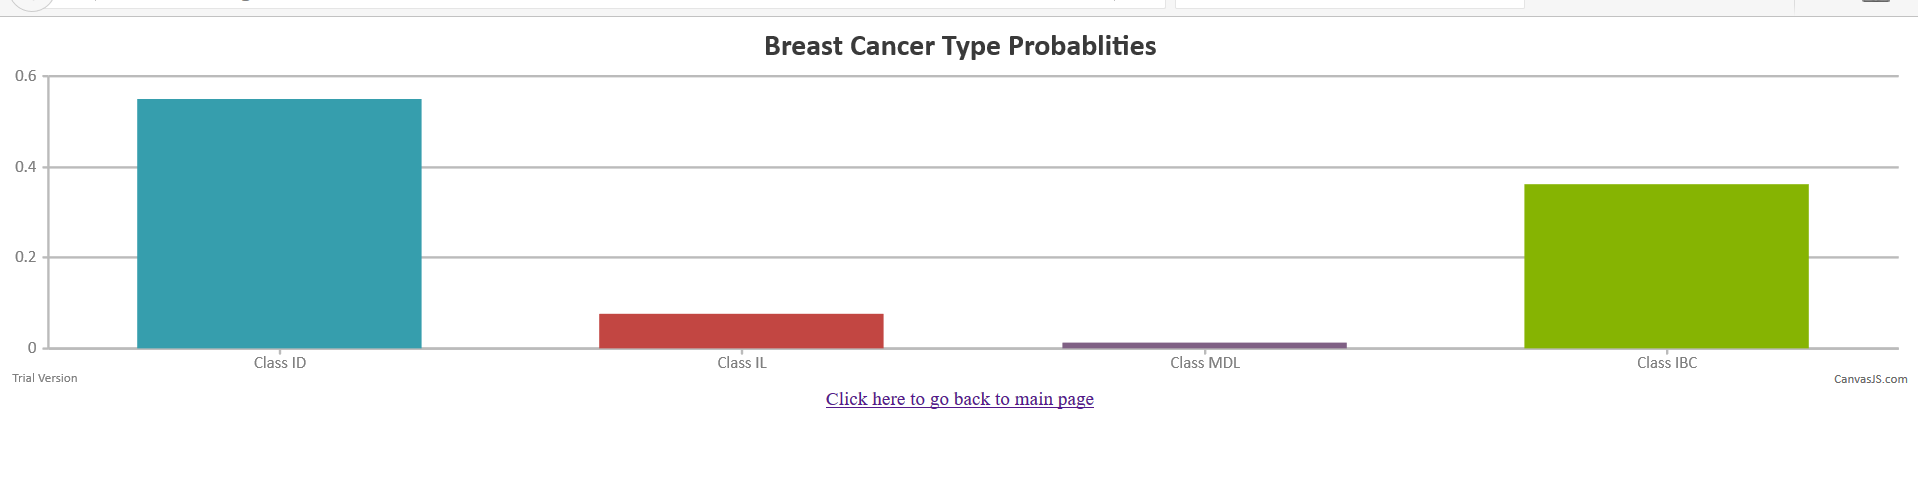 Breast Cancer Type Probablities
0.6
0.4
0.2
0
Class ID Class IL Class MDL Class IBC
Trial Version CanvasJS.com
Click here to go back to main page